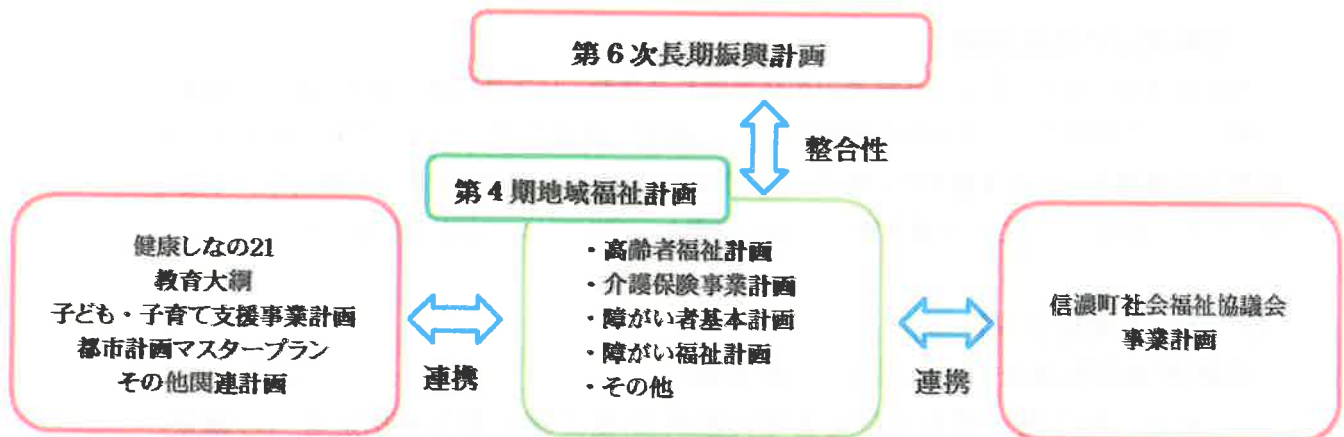 第6次長期振興計画
整合性
第4期地域福祉計画
健康しなの21
教育大綱
子ども・子育て支援事業計画
都市計画マスタープラン
その他関連計画
連携
・高齢者福祉計画
・介護保険事業計画
・障がい者基本計画
・障がい福祉計画
・その他
連携
信濃町社会福祉協議会
事業計画